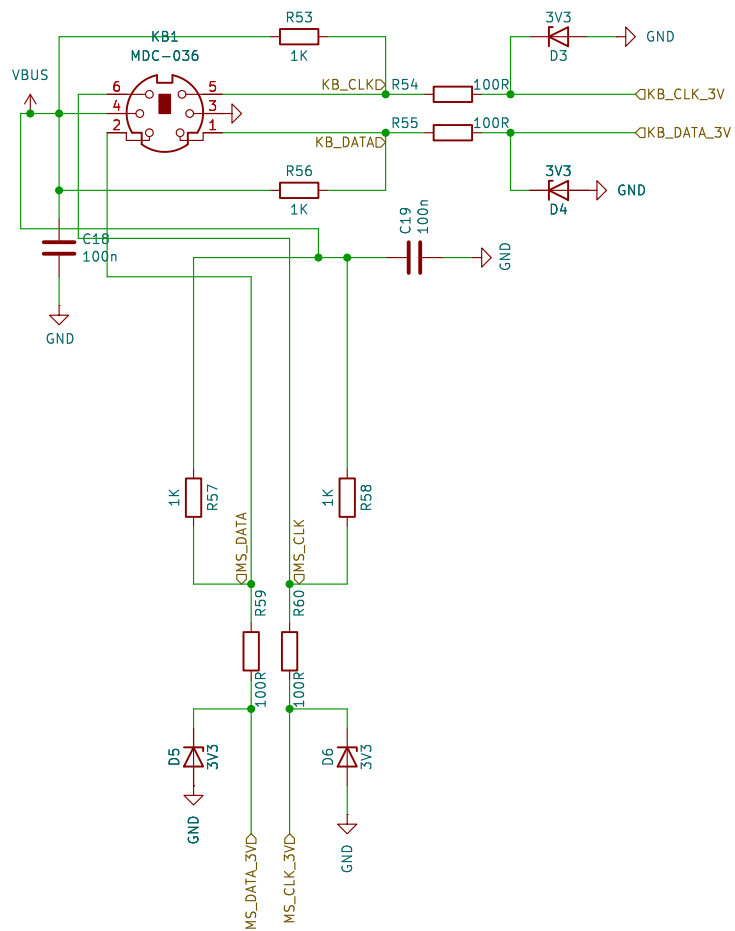 R53
1K
3V3
D3
GND
KB1
MDC-036
VBUS
6
5
KB_CLK
R54
100R
KB_CLK_3V
4
3
2
1
R55
100R
KB_DATA
KB_DATA_3V
R56
1K
3V3
D4
GND
C18
100n
GND
C19
100n
GND
1K
R57
1K
R58
MS_DATA
MS_CLK
R59
R60
100R
100R
D5
3V3
D6
3V3
GND
GND
MS_DATA_3V
MS_CLK_3V